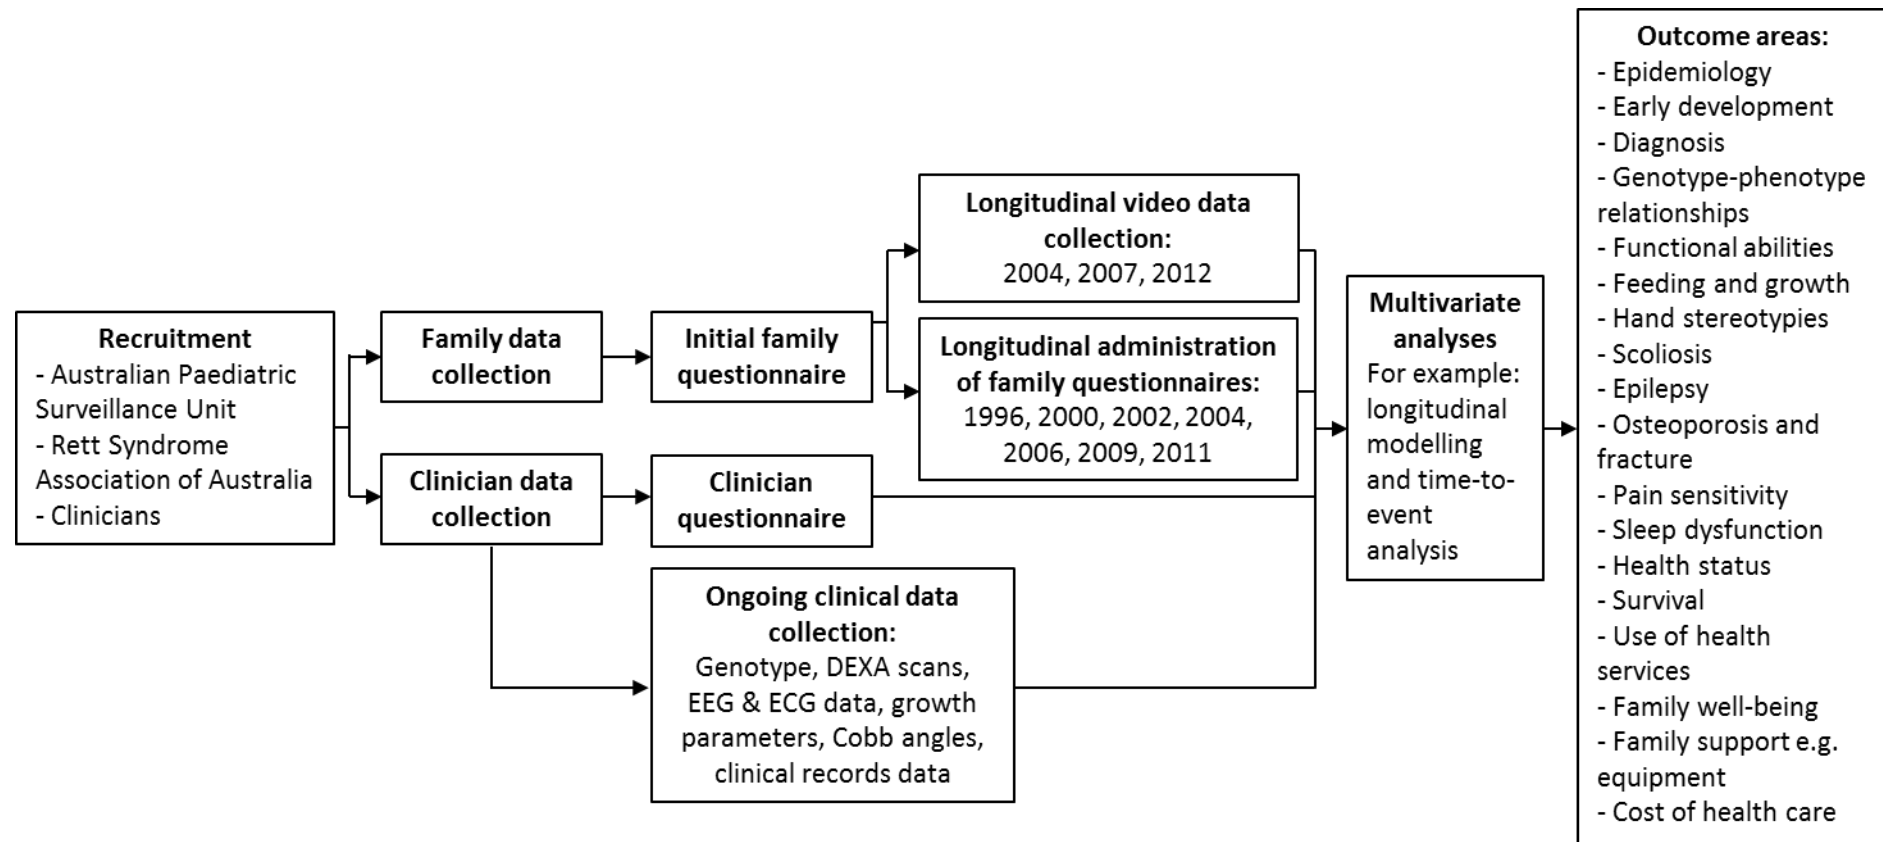 Recruitment
- Australian Paediatric
Surveillance Unit
- Rett Syndrome
Association of Australia
- Clinicians
Family data
collection
Clinician data
collection
Initial family
questionnaire
Clinician
questionnaire
Ongoing clinical data
collection:
Genotype, DEXA scans,
EEG & ECG data, growth
parameters, Cobb angles,
clinical records data
Longitudinal video data
collection:
2004, 2007, 2012
Longitudinal administration
of family questionnaires:
1996, 2000, 2002, 2004,
2006, 2009, 2011
Multivariate
analyses
For example:
longitudinal
modelling
and time-to-
event
analysis
Outcome areas:
- Epidemiology
- Early development
- Diagnosis
- Genotype-phenotype
relationships
- Functional abilities
- Feeding and growth
- Hand stereotypies
- Scoliosis
- Epilepsy
- Osteoporosis and
fracture
- Pain sensitivity
- Sleep dysfunction
- Health status
- Survival
- Use of health
services
- Family well-being
- Family support e.g.
equipment
- Cost of health care